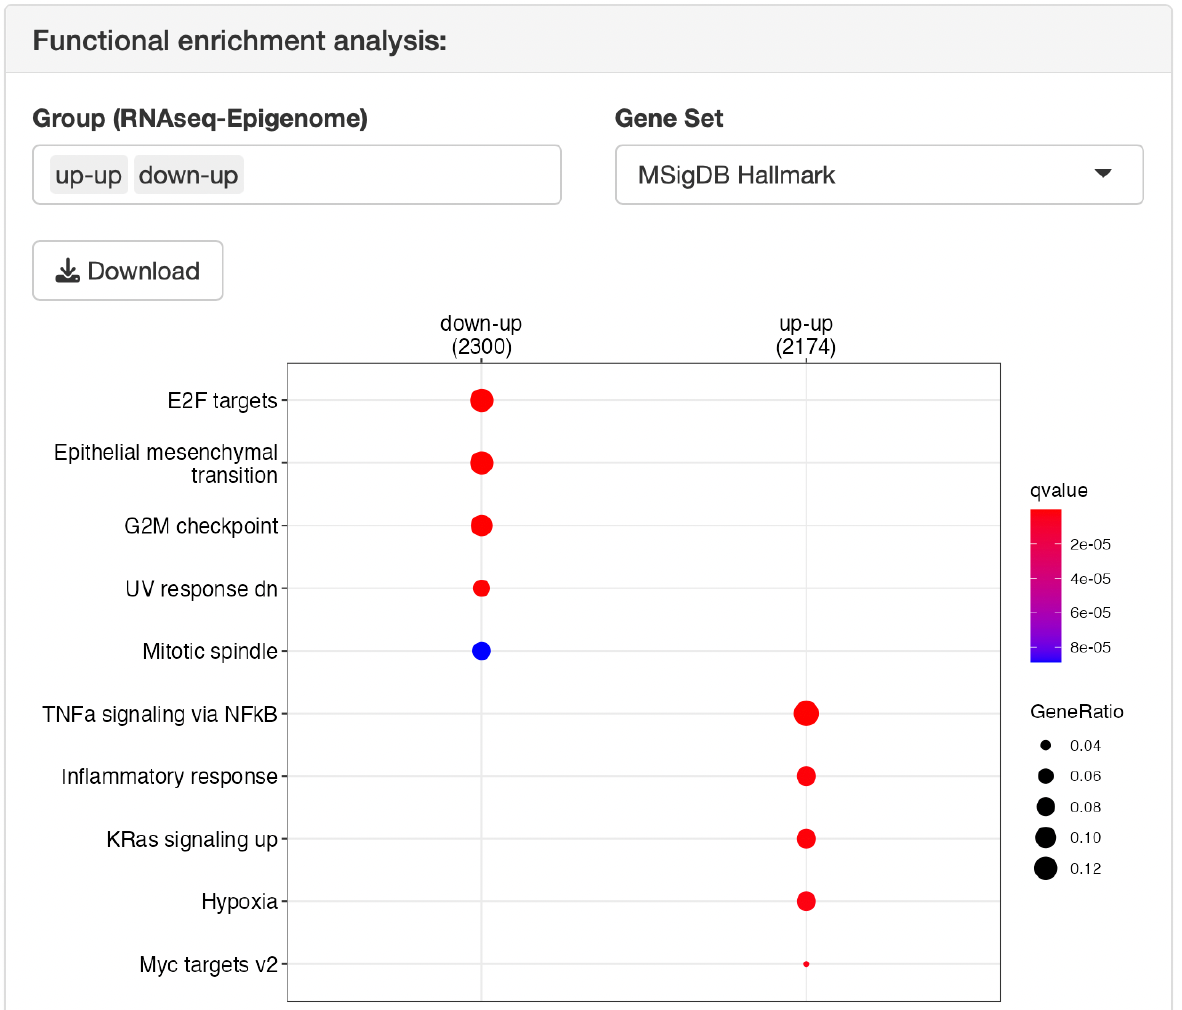 Functional enrichment analysis:
Group (RNAseq-Epigenome)
Gene Set
up-up down-up
MSigDB Hallmark
Download
down-up
(2300)
up-up
(2174)
E2F targets
Epithelial mesenchymal
transition
G2M checkpoint
UV response dn
Mitotic spindle
TNFa signaling via NFkB
Inflammatory response
KRas signaling up
Hypoxia
Myc targets v2
qvalue
2e-05
4e-05
6e-05
8e-05
GeneRatio
0.04
0.06
0.08
0.10
0.12